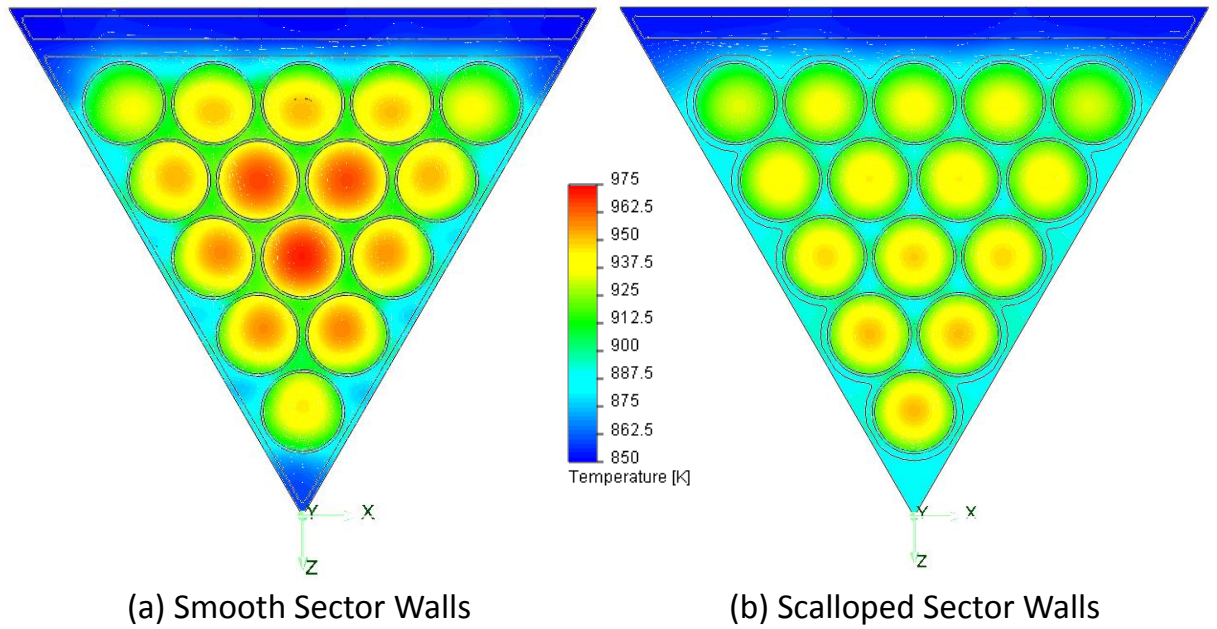 975
962.5
950
937.5
925
912.5
900
887.5
875
862.5
850
Temperature [K]
Y X
Z
Y X
Z
(a) Smooth Sector Walls
(b) Scalloped Sector Walls